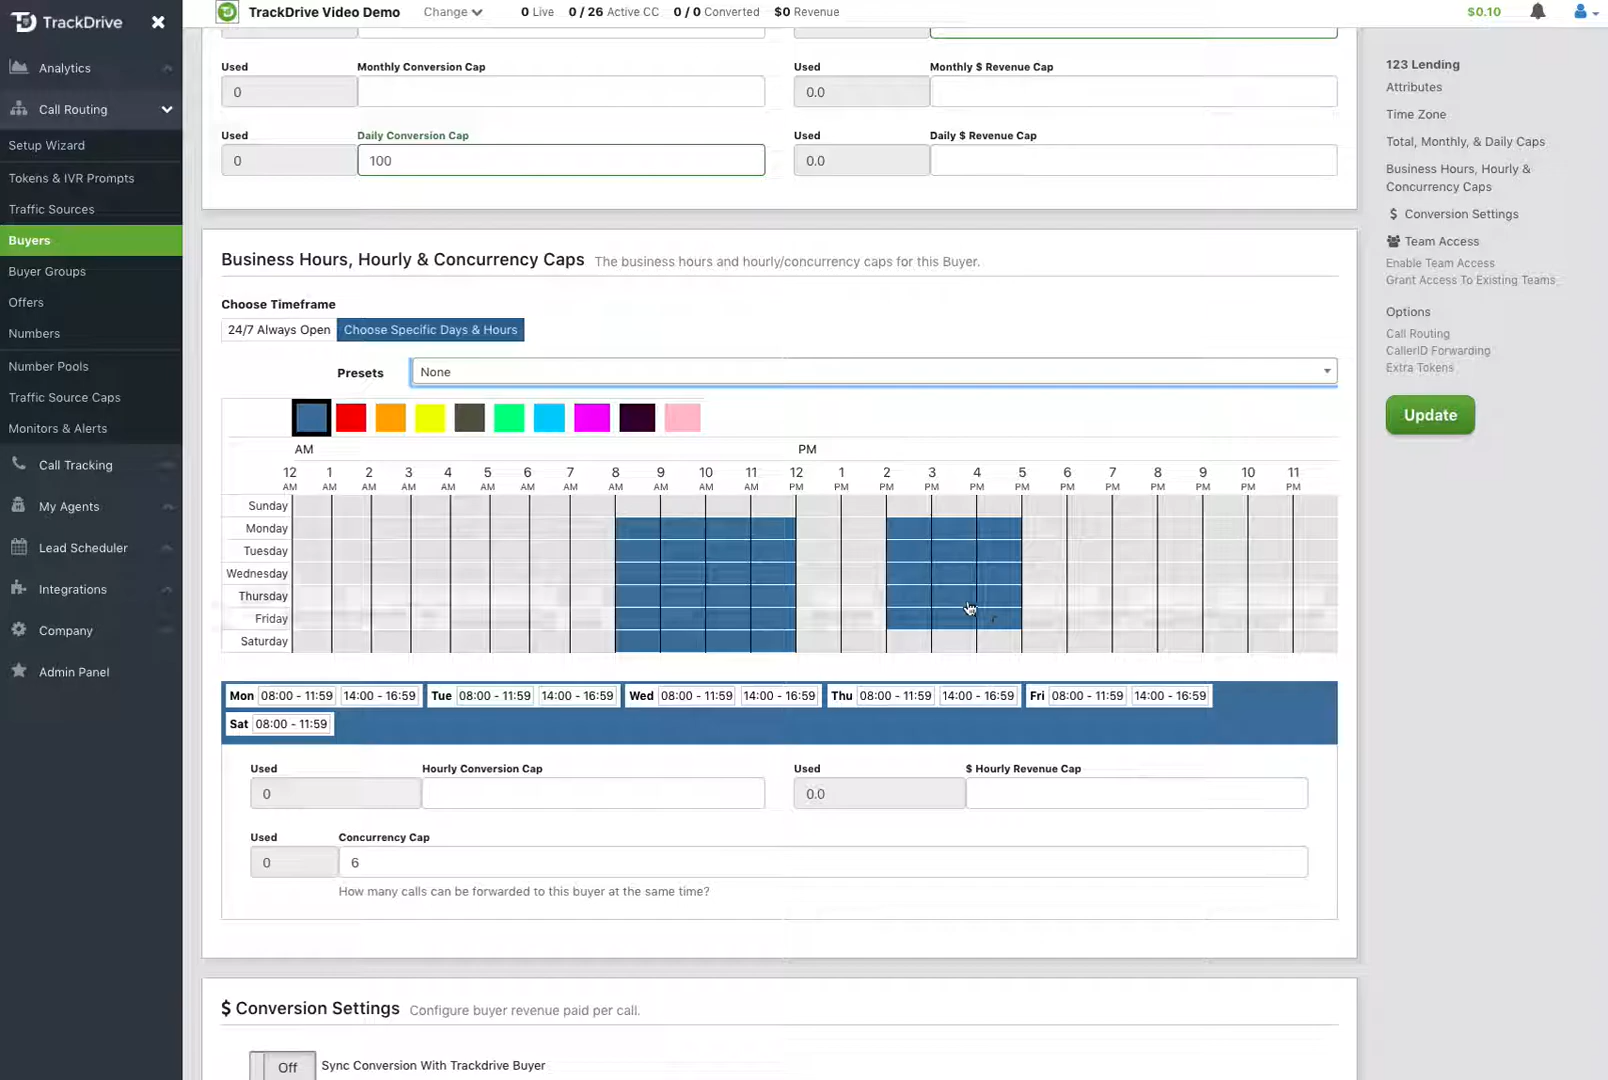 TrackDrive
TrackDrive Video Demo Change 0 Live 0 / 26 Active CC 0 / 0 Converted $0 Revenue $0.10
Analytics
Call Routing
Setup Wizard
Tokens & IVR Prompts
Traffic Sources
Buyers
Buyer Groups
Offers
Numbers
Number Pools
Traffic Source Caps
Monitors & Alerts
Call Tracking
My Agents
Lead Scheduler
Integrations
Company
Admin Panel
Used Monthly Conversion Cap Used Monthly $ Revenue Cap
0 0.0
Used Daily Conversion Cap Used Daily $ Revenue Cap
0 100 0.0
Business Hours, Hourly & Concurrency Caps The business hours and hourly/concurrency caps for this Buyer.
Choose Timeframe
24/7 Always Open Choose Specific Days & Hours
Presets None
AM PM
12 1 2 3 4 5 6 7 8 9 10 11 12 1 2 3 4 5 6 7 8 9 10 11
AM AM AM AM AM AM AM AM AM AM AM AM PM PM PM PM PM PM PM PM PM PM PM PM
Sunday
Monday
Tuesday
Wednesday
Thursday
Friday
Saturday
Mon 08:00 - 11:59 14:00 - 16:59 Tue 08:00 - 11:59 14:00 - 16:59 Wed 08:00 - 11:59 14:00 - 16:59 Thu 08:00 - 11:59 14:00 - 16:59 Fri 08:00 - 11:59 14:00 - 16:59
Sat 08:00 - 11:59
Used Hourly Conversion Cap Used $ Hourly Revenue Cap
0 0.0
Used Concurrency Cap
0 6
How many calls can be forwarded to this buyer at the same time?
$ Conversion Settings Configure buyer revenue paid per call.
Off Sync Conversion With Trackdrive Buyer
123 Lending
Attributes
Time Zone
Total, Monthly, & Daily Caps
Business Hours, Hourly &
Concurrency Caps
$ Conversion Settings
Team Access
Enable Team Access
Grant Access To Existing Teams
Options
Call Routing
CallerID Forwarding
Extra Tokens
Update